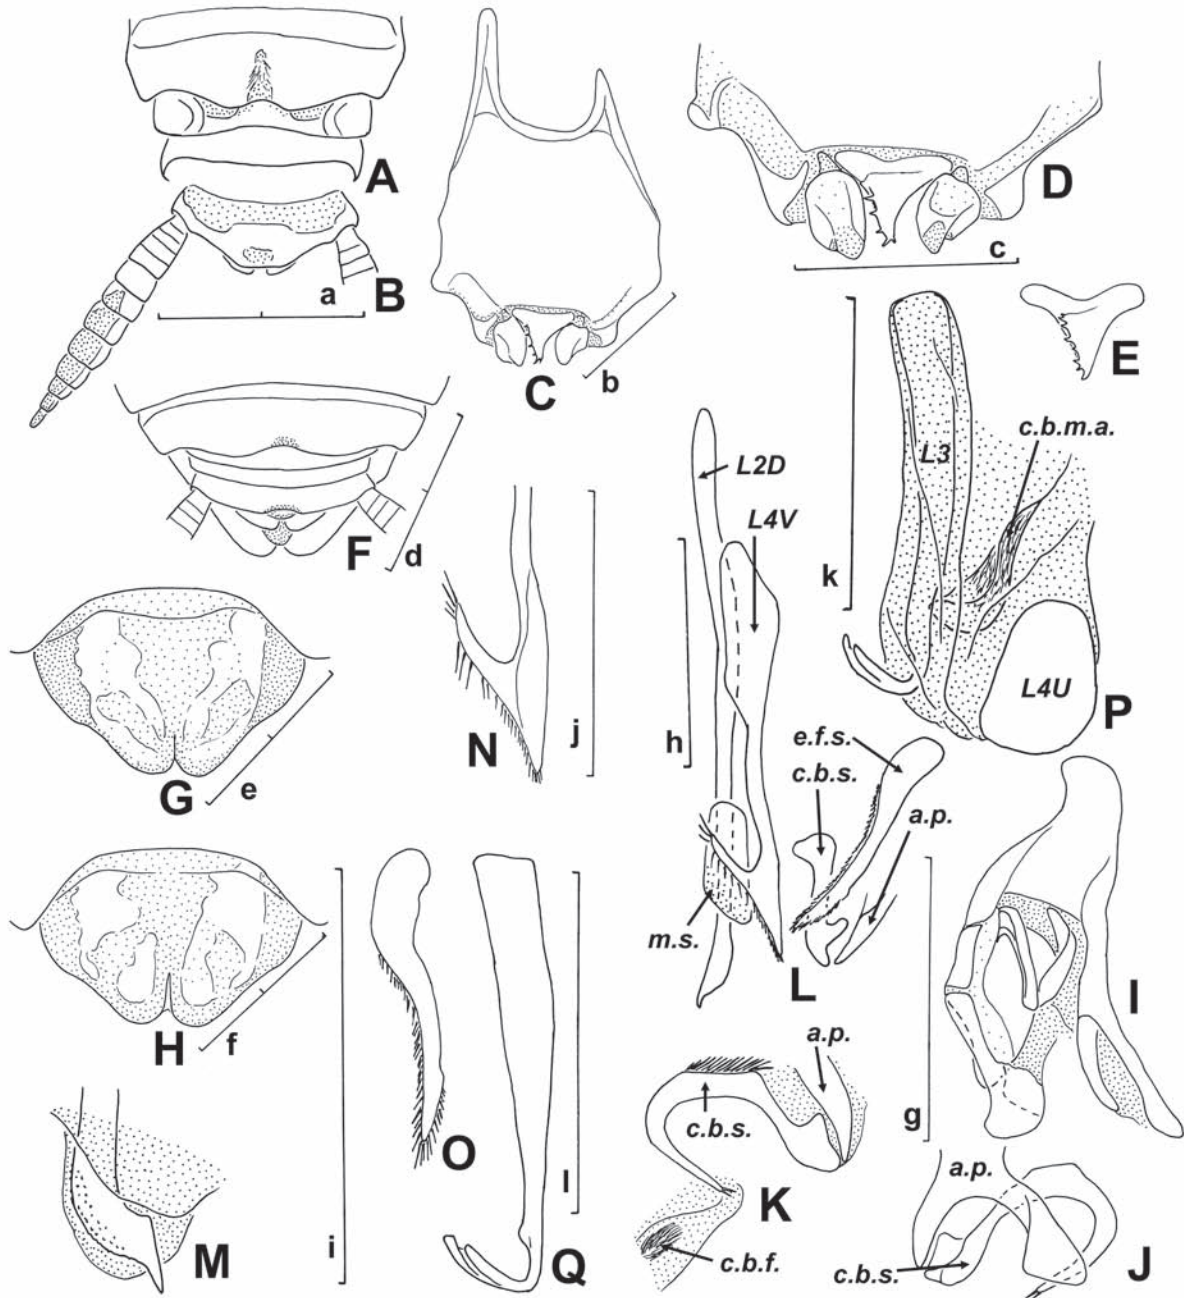 A
D
a
B
c
C
b
E
c.b.m.a.
L2D
L3
F
d
L4V
k
G
e
N
j
h
L4U
P
e.f.s.
c.b.s.
a.p.
H
f
m.s.
L
I
a.p.
g
O
c.b.s.
l
K
a.p.
M
i
Q
c.b.f.
c.b.s.
J